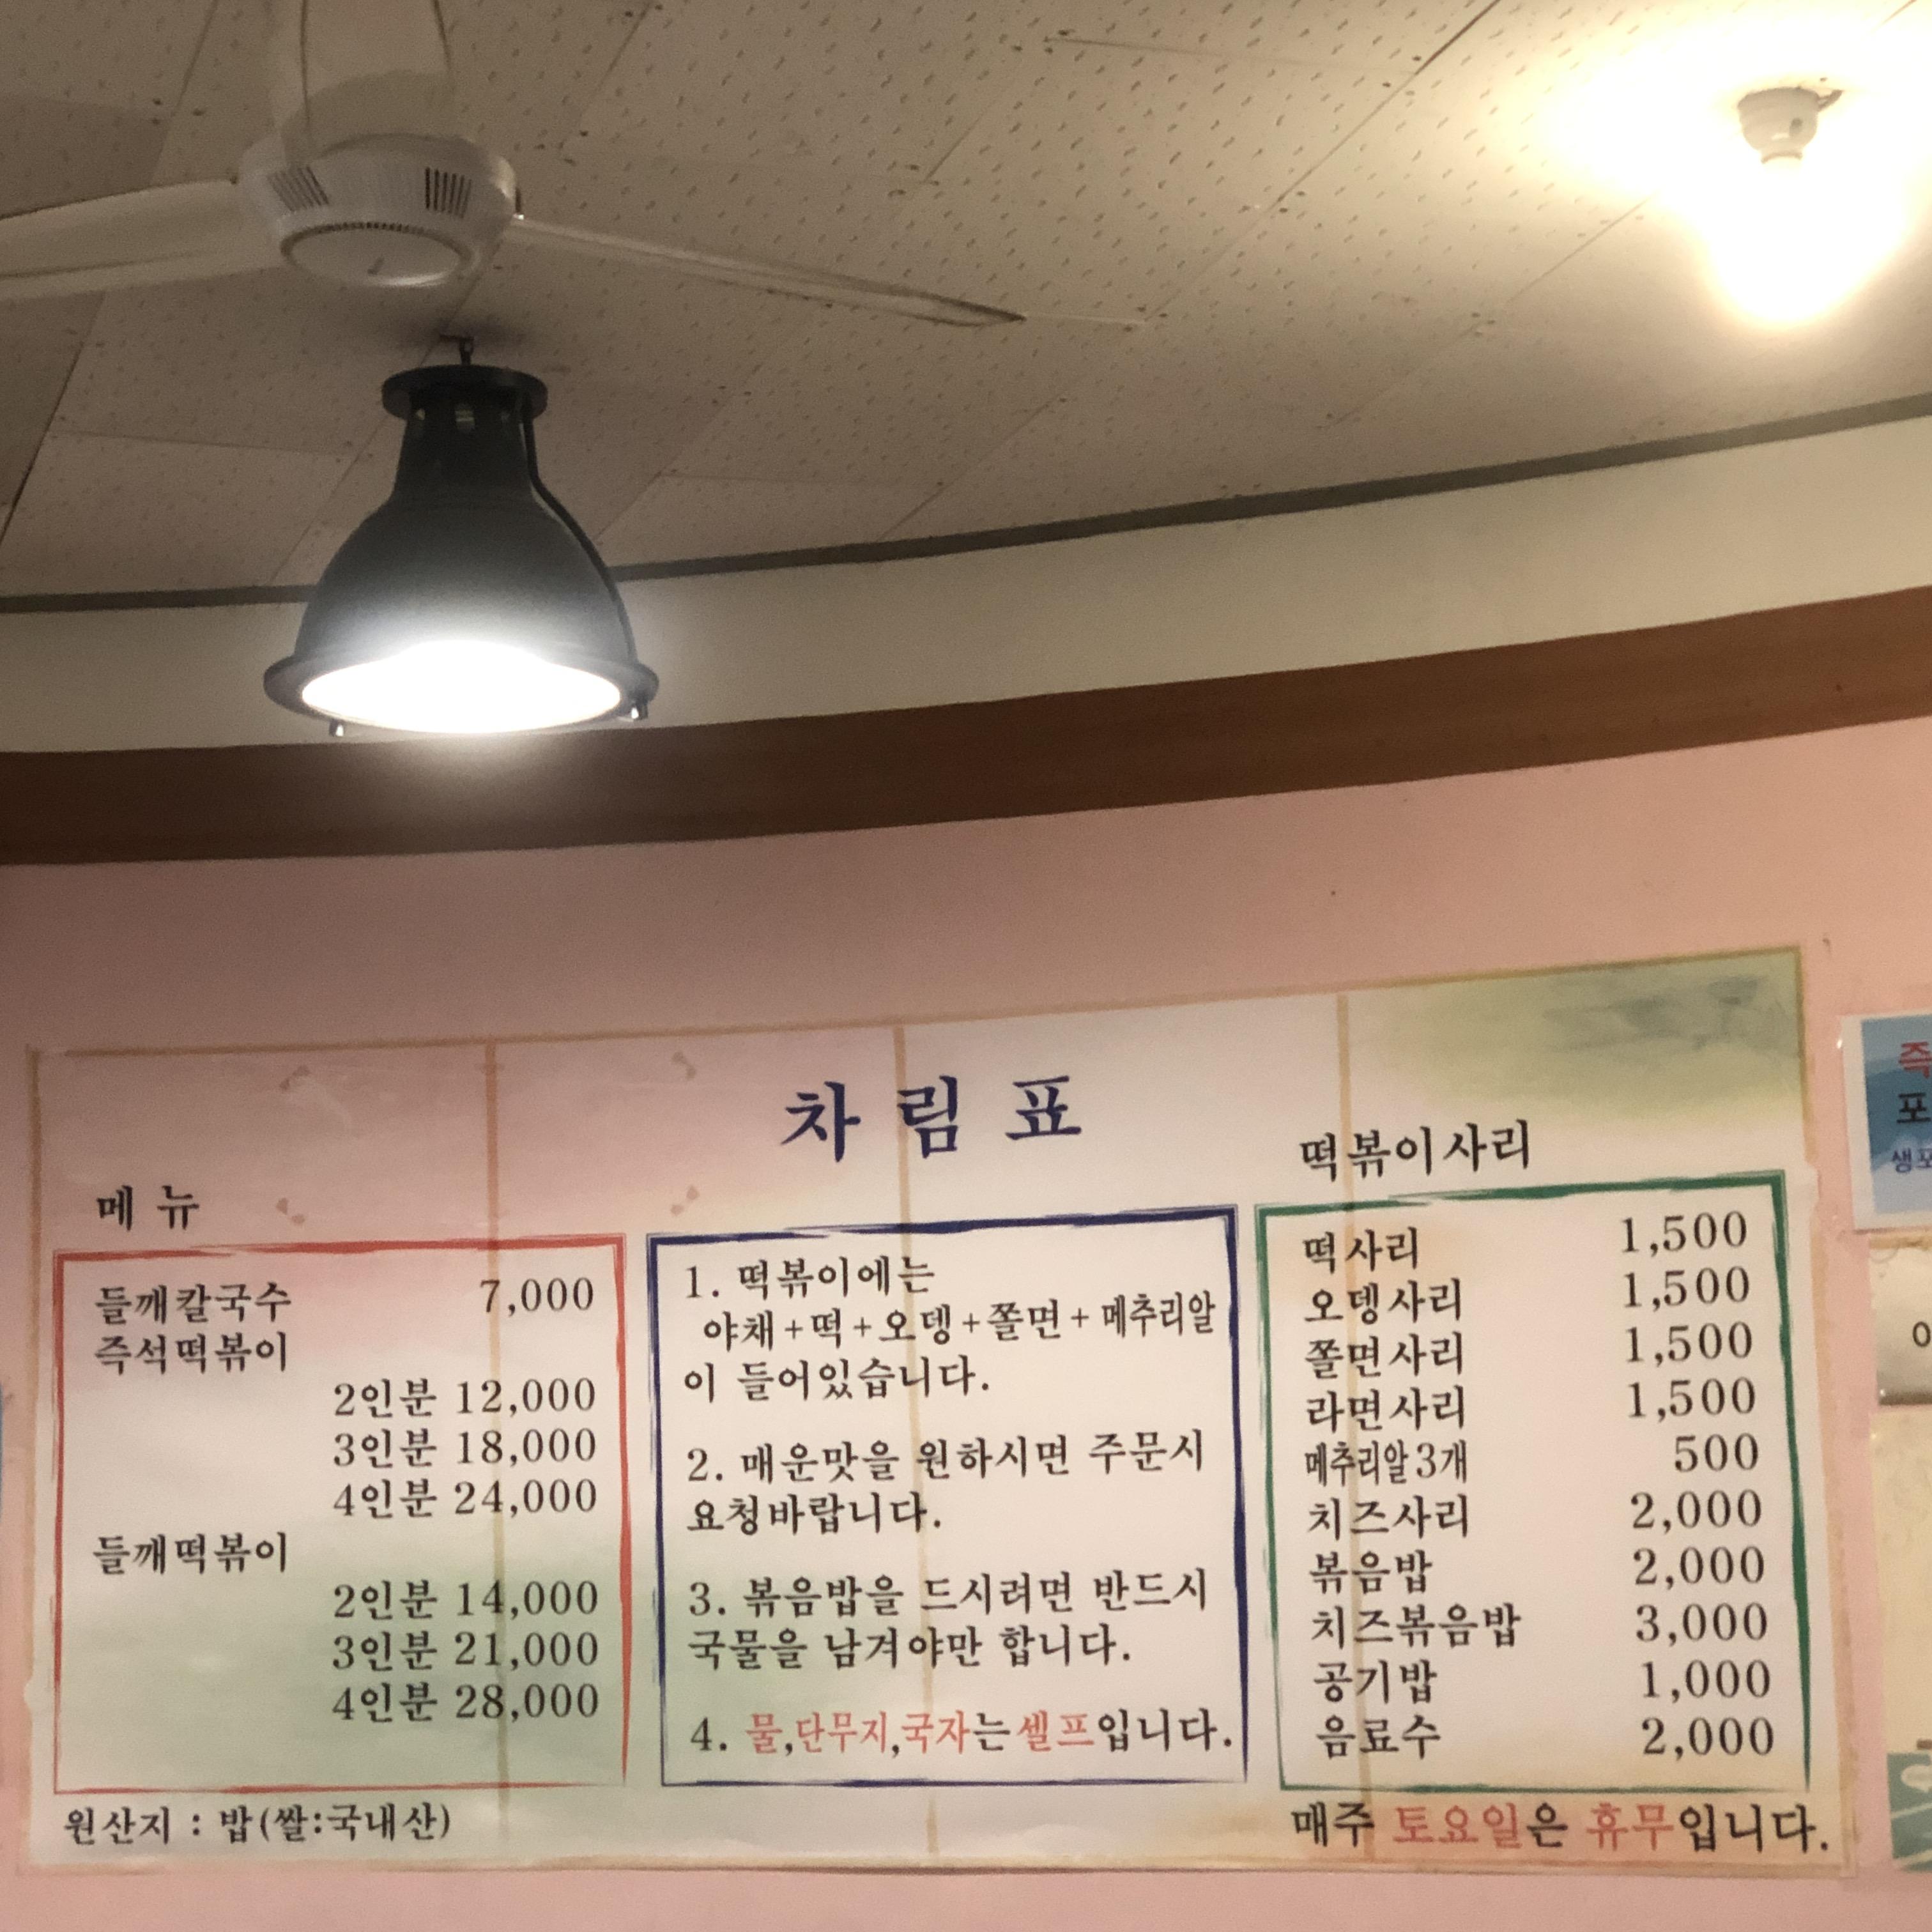 차림표
메뉴
들깨칼국수 7,000
즉석떡볶이
2인분 12,000
3인분 18,000
4인분 24,000
들깨떡볶이
2인분 14,000
3인분 21,000
4인분 28,000
원산지 : 밥(쌀:국내산)
1. 떡볶이에는
야채+떡+오뎅+쫄면+메추리알
이 들어있습니다.
2. 매운맛을 원하시면 주문시
요청바랍니다.
3. 볶음밥을 드시려면 반드시
국물을 남겨야만 합니다.
4. 물,단무지,국자는 셀프입니다.
떡볶이사리
떡사리 1,500
오뎅사리 1,500
쫄면사리 1,500
라면사리 1,500
메추리알3개 500
치즈사리 2,000
볶음밥 2,000
치즈볶음밥 3,000
공기밥 1,000
음료수 2,000
매주 토요일은 휴무입니다.
즉
포
생포